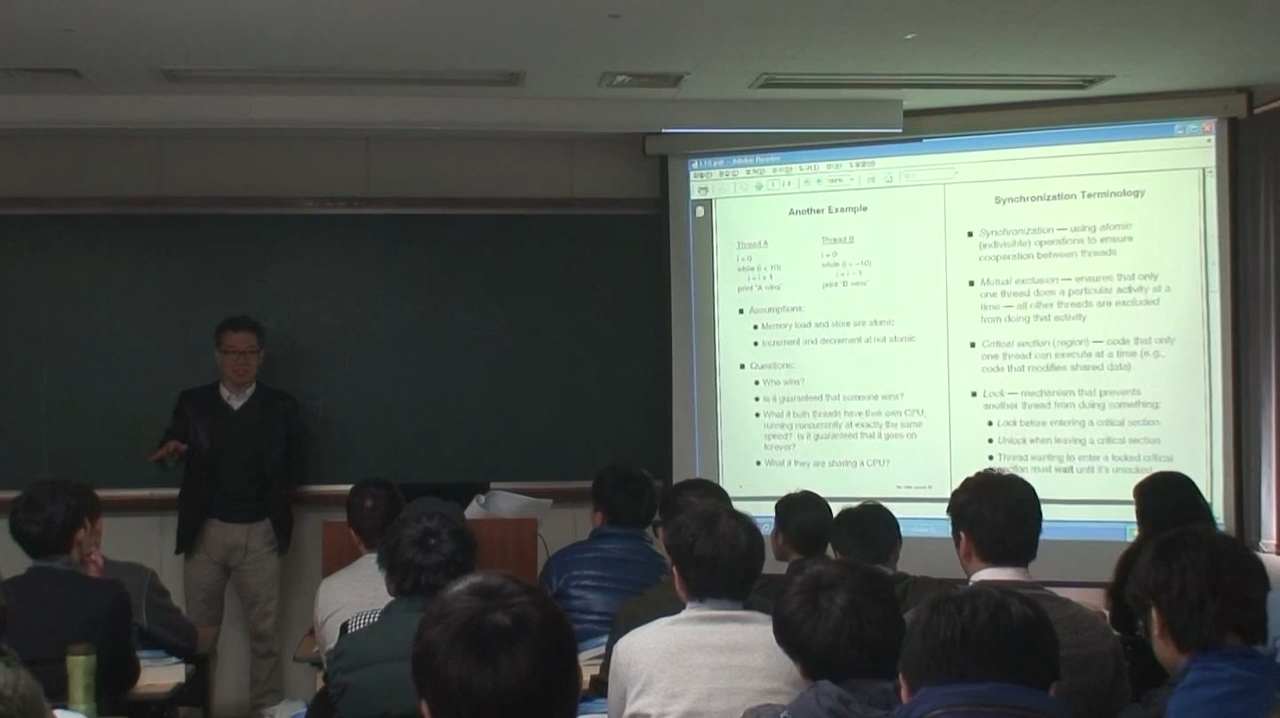 Adobe Reader
Another Example
Thread A
i = 0
while (i < 10)
i = i + 1
print "A wins"
Thread B
i = 0
while (i > -10)
i = i - 1
print "B wins"
Assumptions:
Memory load and store are atomic
Increment and decrement at not atomic
Questions:
Who wins?
Is it guaranteed that someone wins?
What it both threads have their own CPU,
running concurrently at exactly the same
speed? Is it guaranteed that it goes on
forever?
What if they are sharing a CPU?
Synchronization Terminology
Synchronization — using atomic
(indivisible) operations to ensure
cooperation between threads
Mutual exclusion — ensures that only
one thread does a particular activity at a
time — all other threads are excluded
from doing that activity
Critical section (region) — code that only
one thread can execute at a time (e.g.,
code that modifies shared data)
Lock — mechanism that prevents
another thread from doing something:
Lock before entering a critical section
Unlock when leaving a critical section
Thread wanting to enter a locked critical
section must wait until it's unlocked